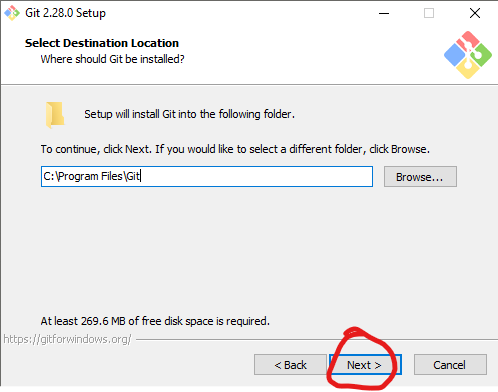 Git 2.28.0 Setup
Select Destination Location
Where should Git be installed?
Setup will install Git into the following folder.
To continue, click Next. If you would like to select a different folder, click Browse.
C:\Program Files\Git
Browse...
At least 269.6 MB of free disk space is required.
https://gitforwindows.org/
< Back
Next >
Cancel